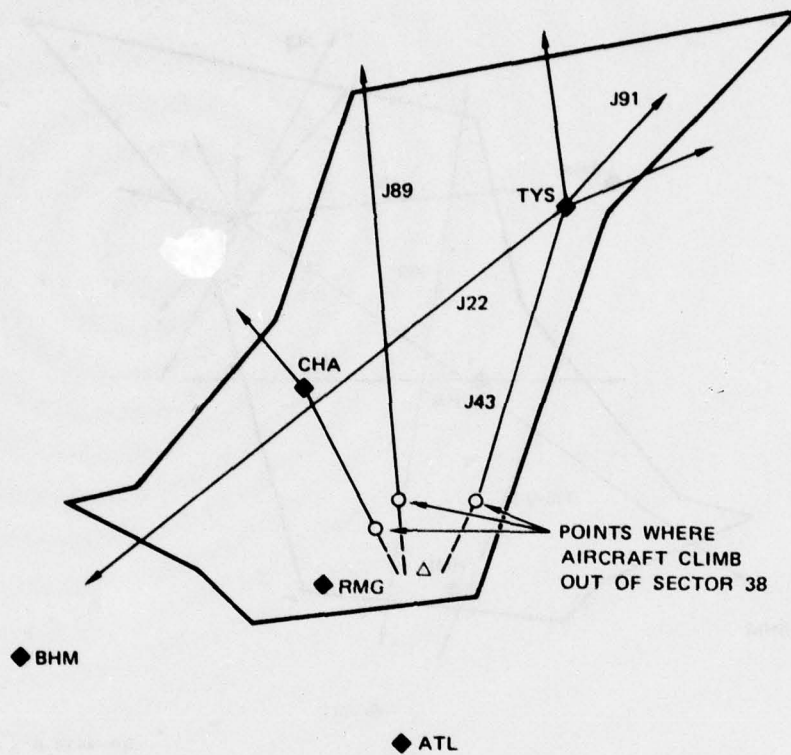 J91
TYS
J89
J22
CHA
J43
POINTS WHERE
AIRCRAFT CLIMB
OUT OF SECTOR 38
RMG
BHM
ATL